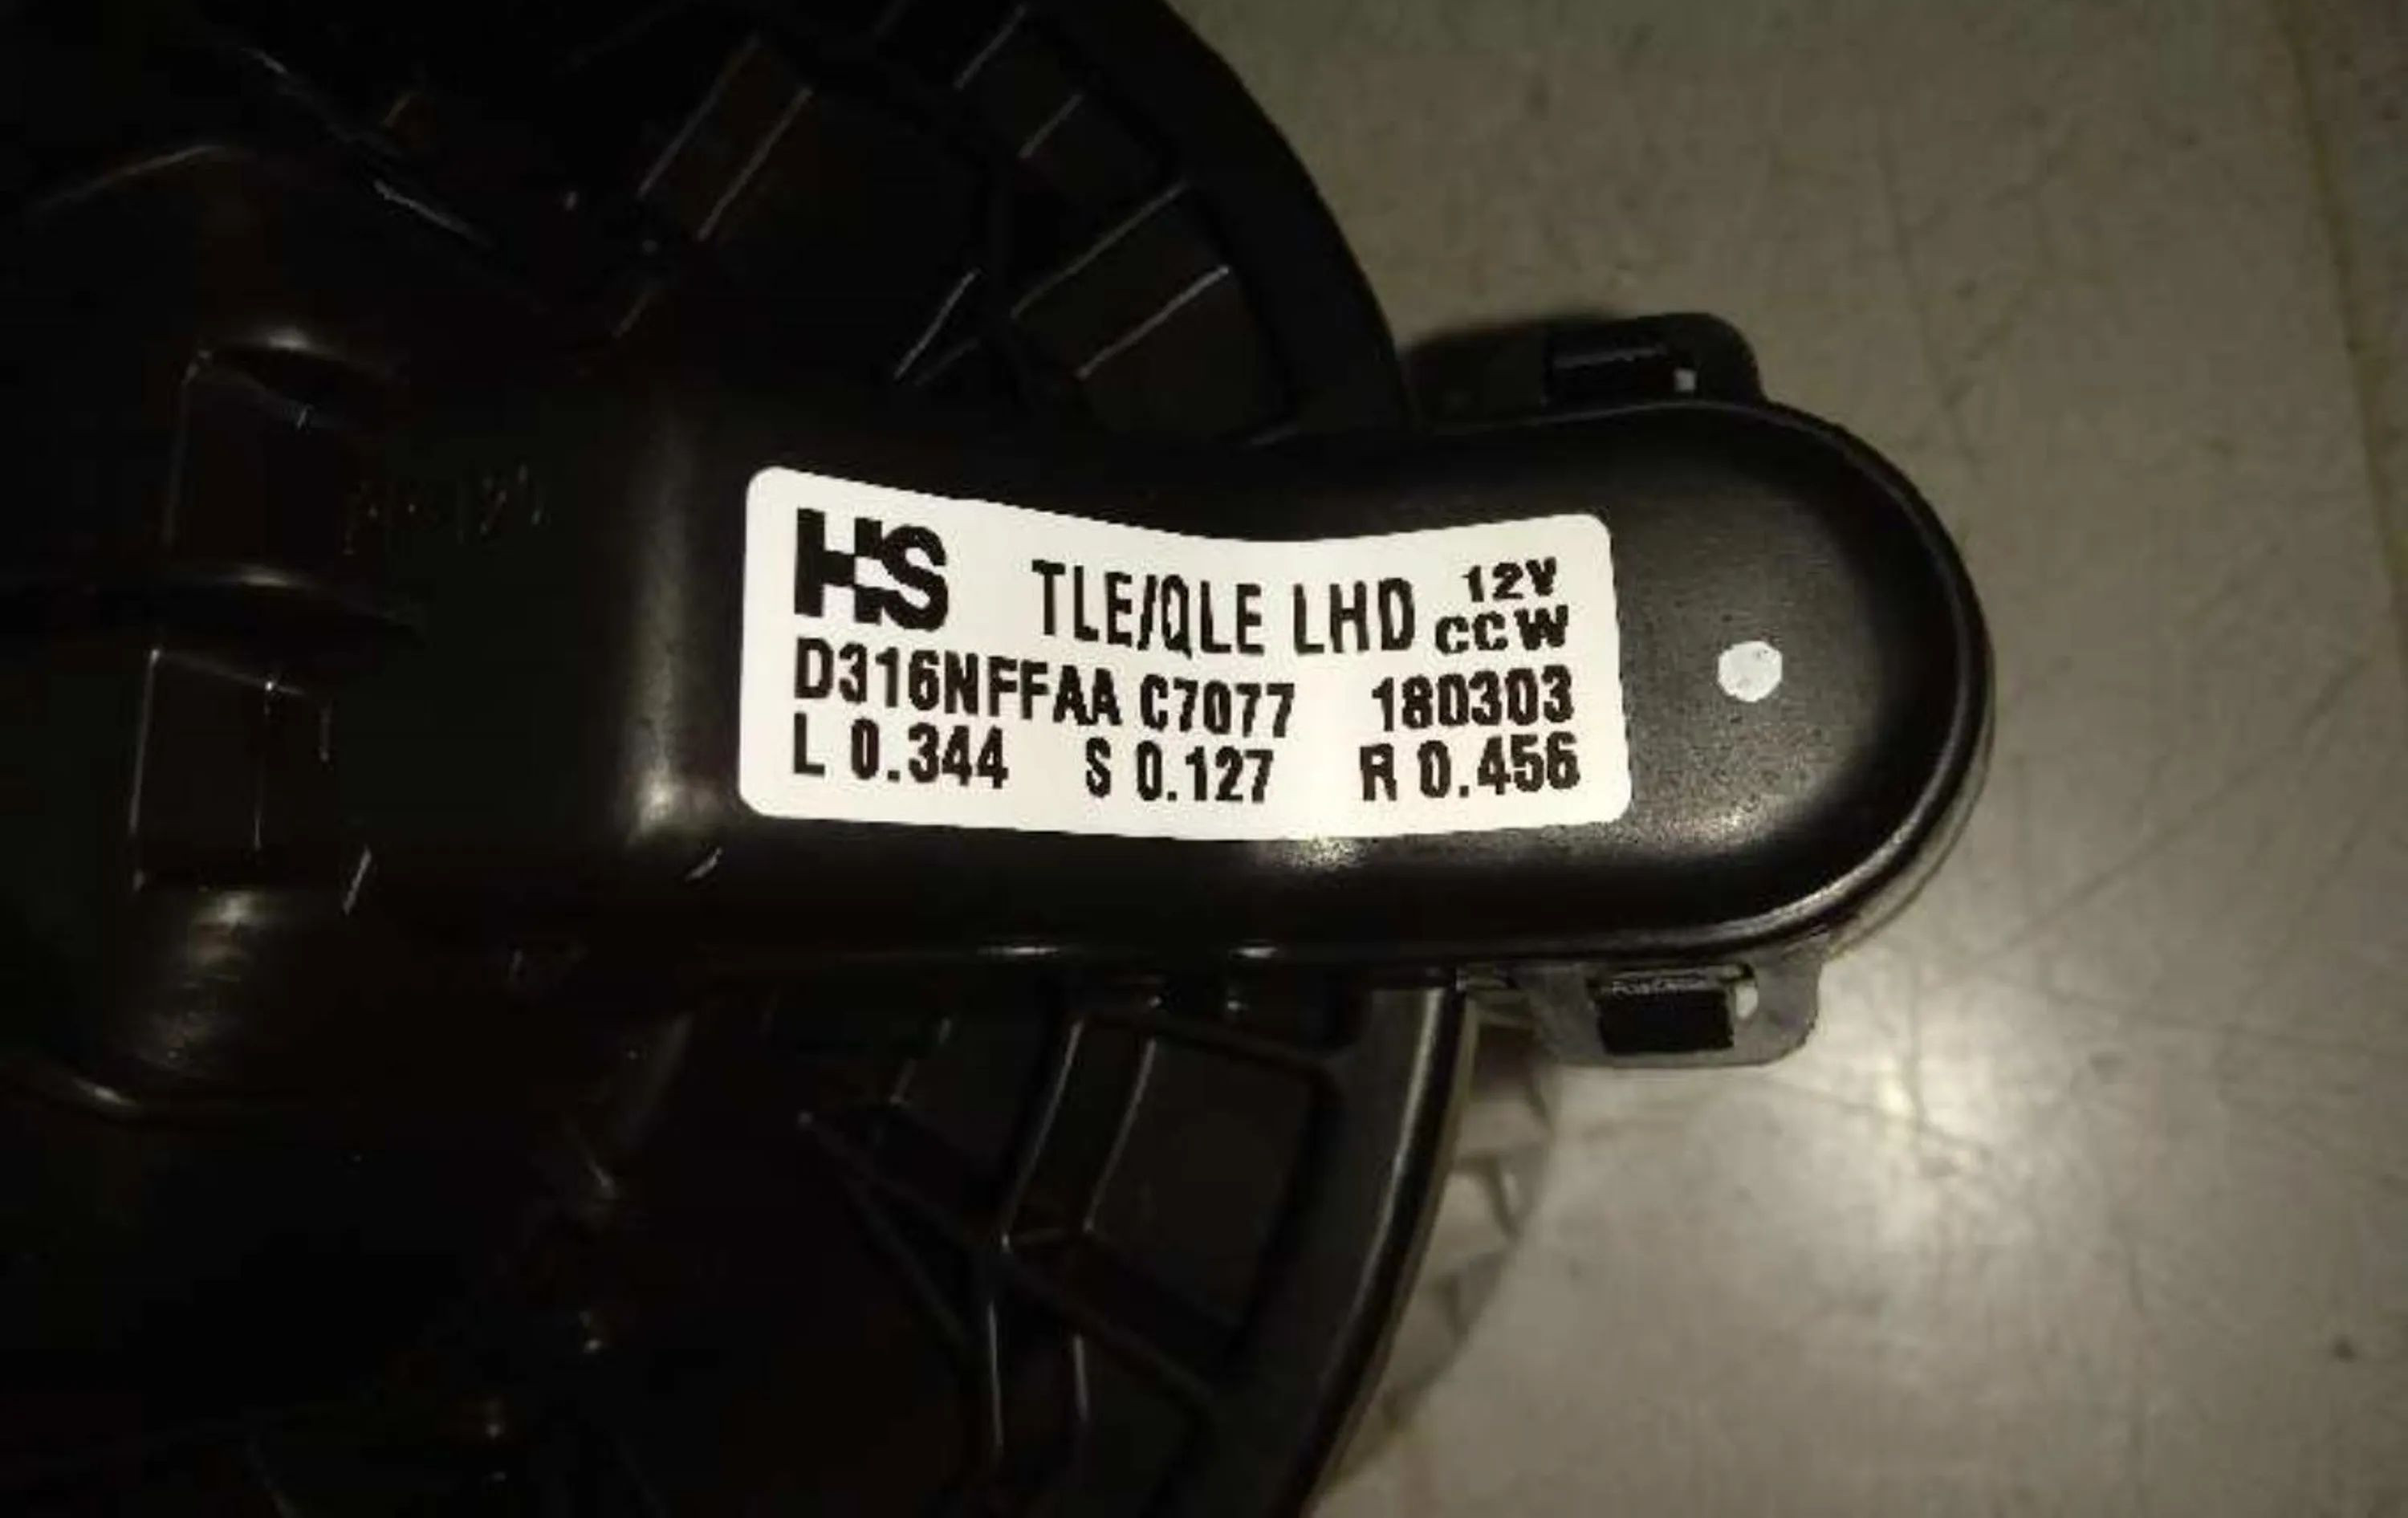 HS TLE/QLE LHD 12V
CCW
D316NFFAA C7077 180303
L 0.344 S 0.127 R 0.456